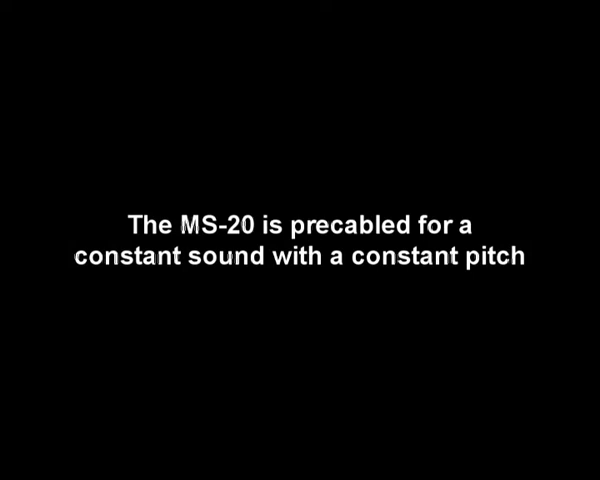 The MS-20 is precabled for a
constant sound with a constant pitch